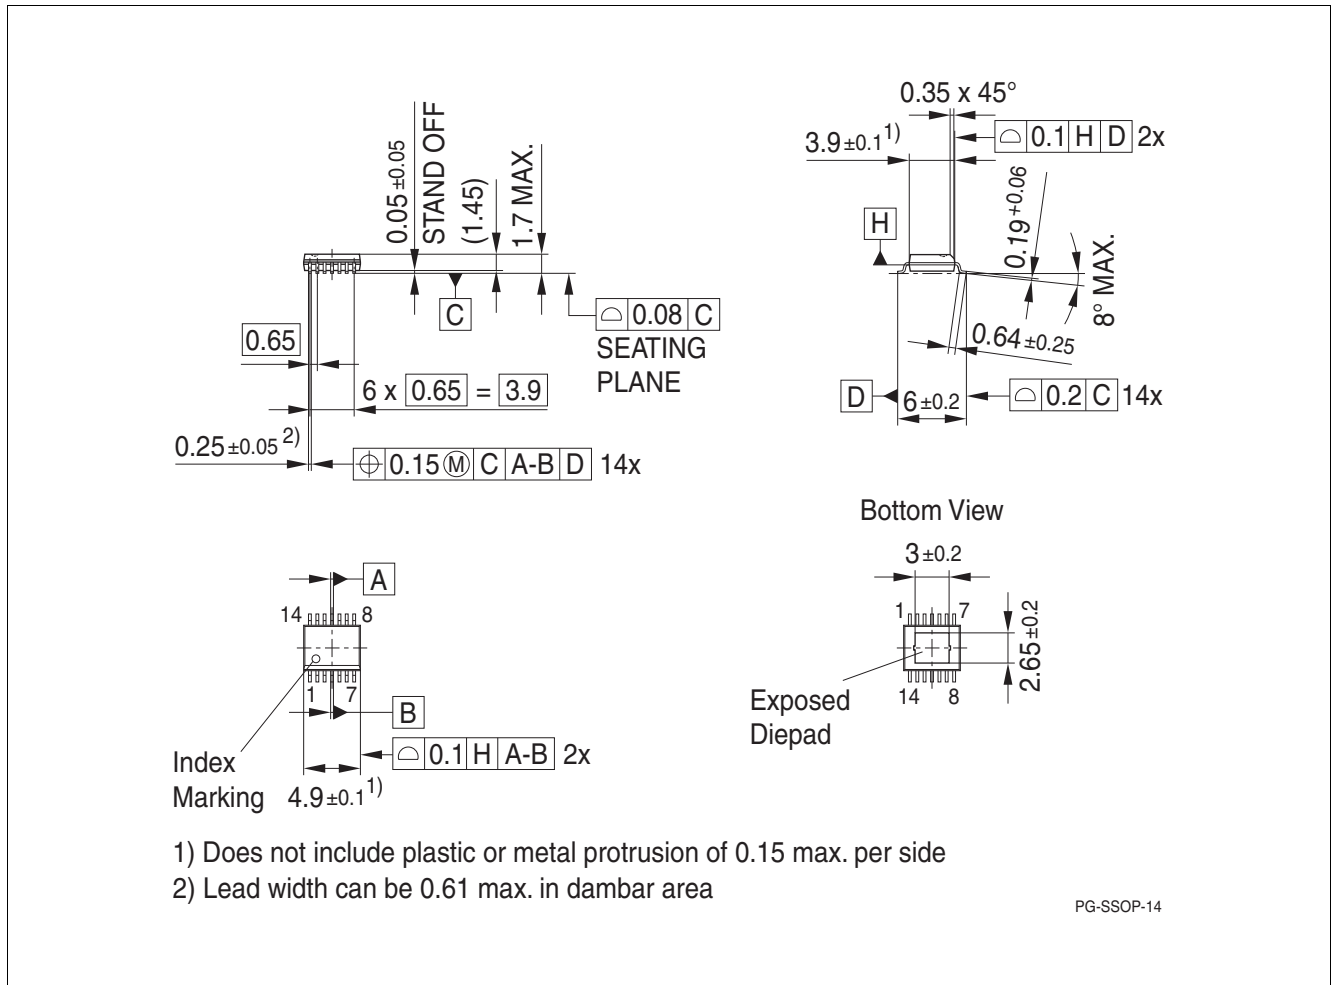 0.05 ±0.05
STAND OFF
(1.45)
1.7 MAX.
C
0.08 C
SEATING
PLANE
0.65
6 x 0.65 = 3.9
0.25 ±0.05 2)
0.15 Ⓜ C A-B D 14x
0.35 x 45°
3.9 ±0.1 1)
0.1 H D 2x
H
0.19 +0.06
8° MAX.
0.64 ±0.25
D
6 ±0.2
0.2 C 14x
A
14 8
1 7
B
0.1 H A-B 2x
Index
Marking
4.9 ±0.1 1)
Bottom View
3 ±0.2
1 7
2.65 ±0.2
14 8
Exposed
Diepad
1) Does not include plastic or metal protrusion of 0.15 max. per side
2) Lead width can be 0.61 max. in dambar area
PG-SSOP-14